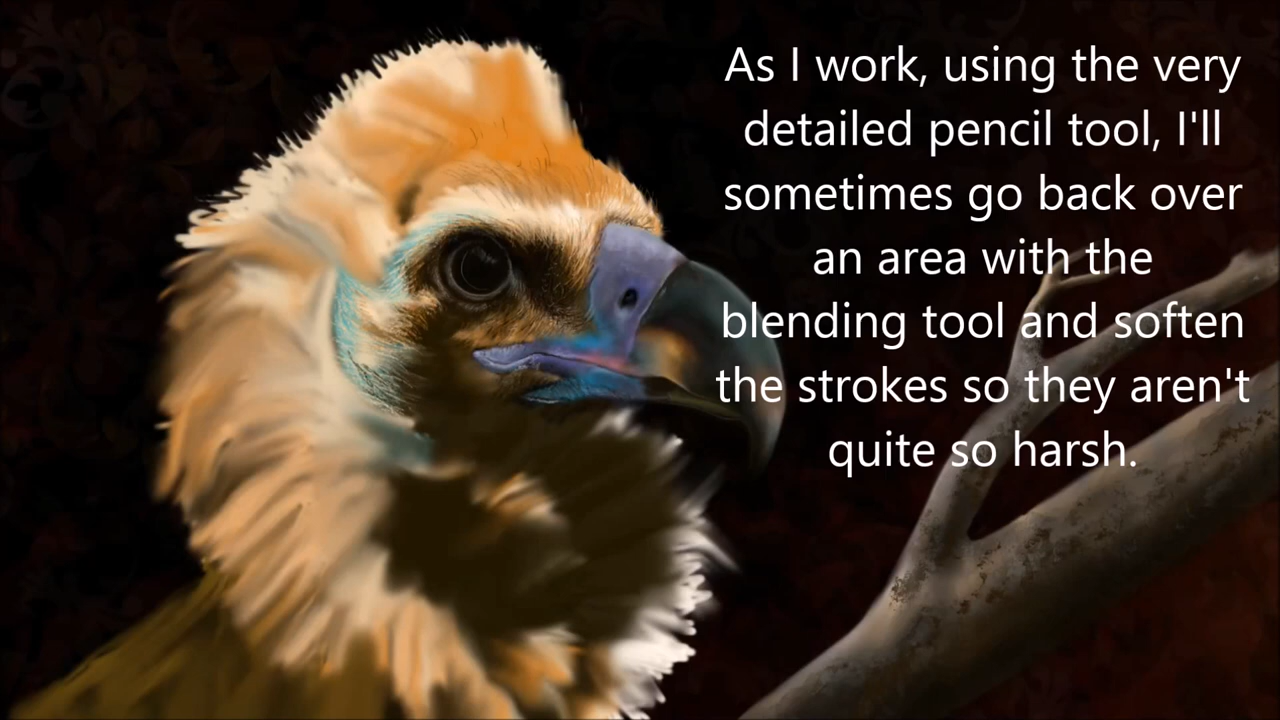 As I work, using the very
detailed pencil tool, I'll
sometimes go back over
an area with the
blending tool and soften
the strokes so they aren't
quite so harsh.